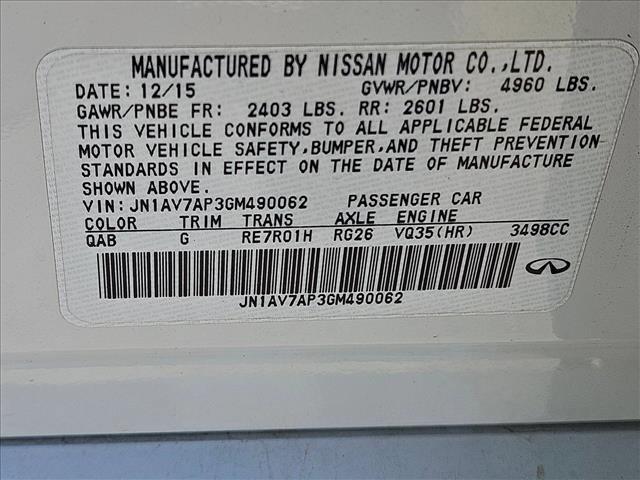 MANUFACTURED BY NISSAN MOTOR CO.,LTD.
DATE: 12/15 GVWR/PNBV: 4960 LBS.
GAWR/PNBE FR: 2403 LBS. RR: 2601 LBS.
THIS VEHICLE CONFORMS TO ALL APPLICABLE FEDERAL
MOTOR VEHICLE SAFETY,BUMPER,AND THEFT PREVENTION
STANDARDS IN EFFECT ON THE DATE OF MANUFACTURE
SHOWN ABOVE.
VIN: JN1AV7AP3GM490062 PASSENGER CAR
COLOR TRIM TRANS AXLE ENGINE
QAB G RE7R01H RG26 VQ35(HR) 3498CC
JN1AV7AP3GM490062